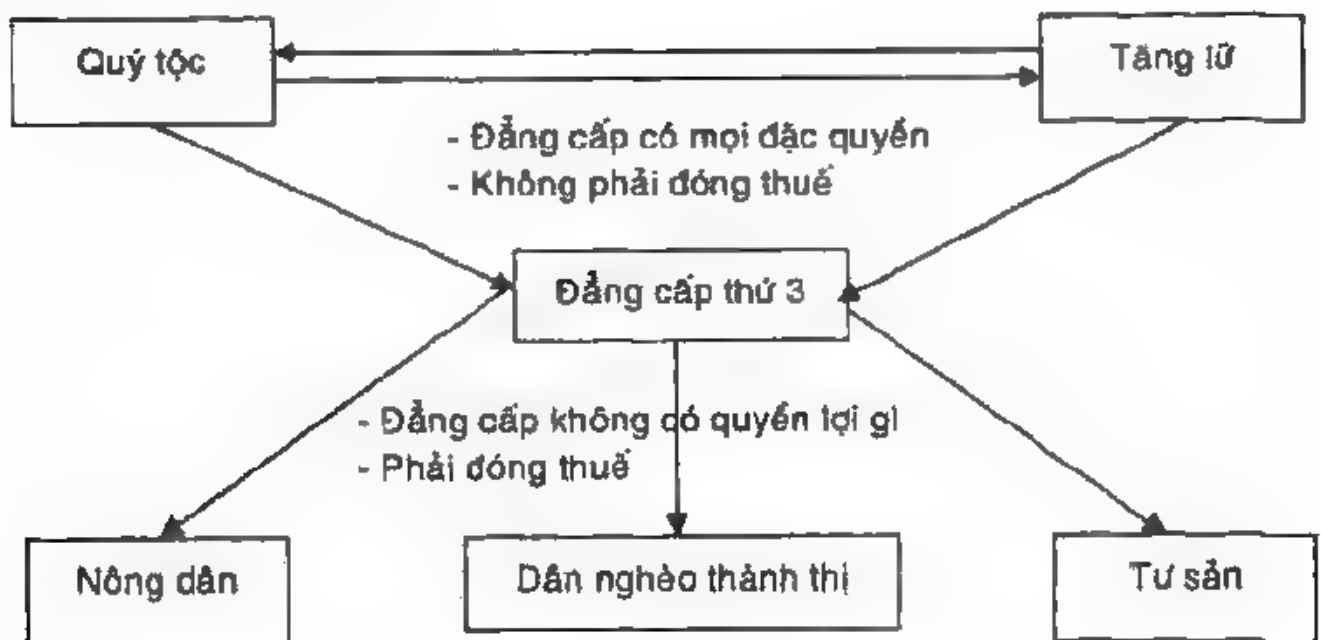 Quý tộc
Tăng lữ
- Đẳng cấp có mọi đặc quyền
- Không phải đóng thuế
Đẳng cấp thứ 3
- Đẳng cấp không có quyền lợi gì
- Phải đóng thuế
Nông dân
Dân nghèo thành thị
Tư sản